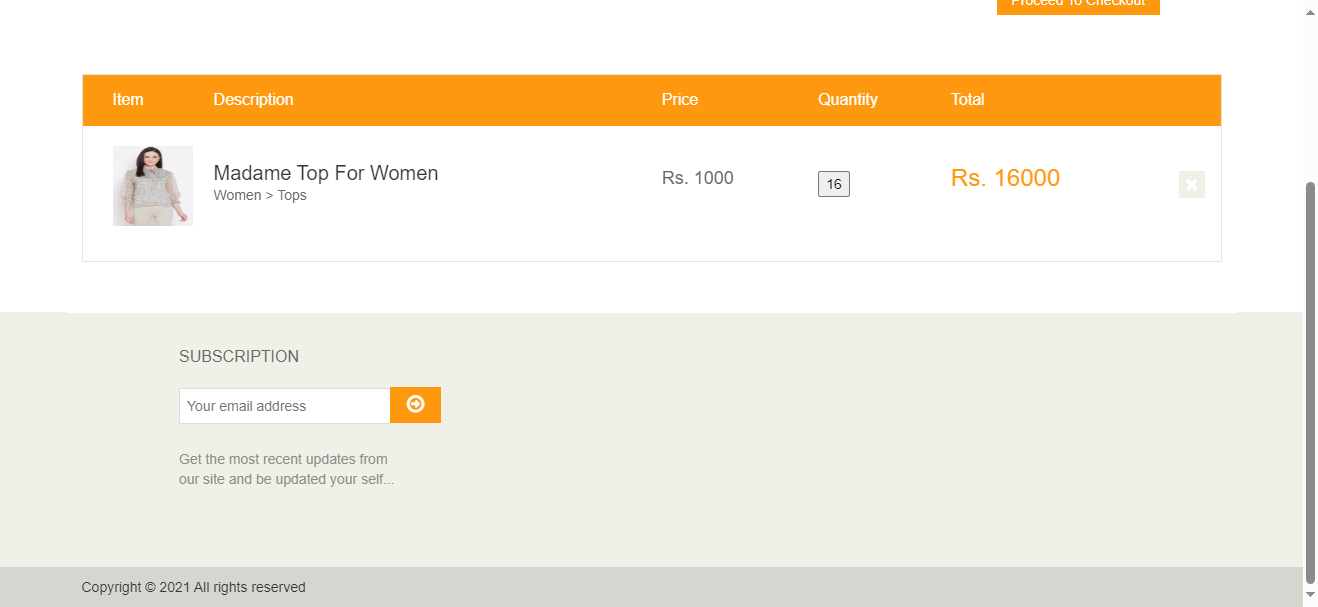 Proceed To Checkout
Item Description Price Quantity Total
Madame Top For Women
Women > Tops
Rs. 1000
16
Rs. 16000
SUBSCRIPTION
Your email address
Get the most recent updates from
our site and be updated your self...
Copyright © 2021 All rights reserved